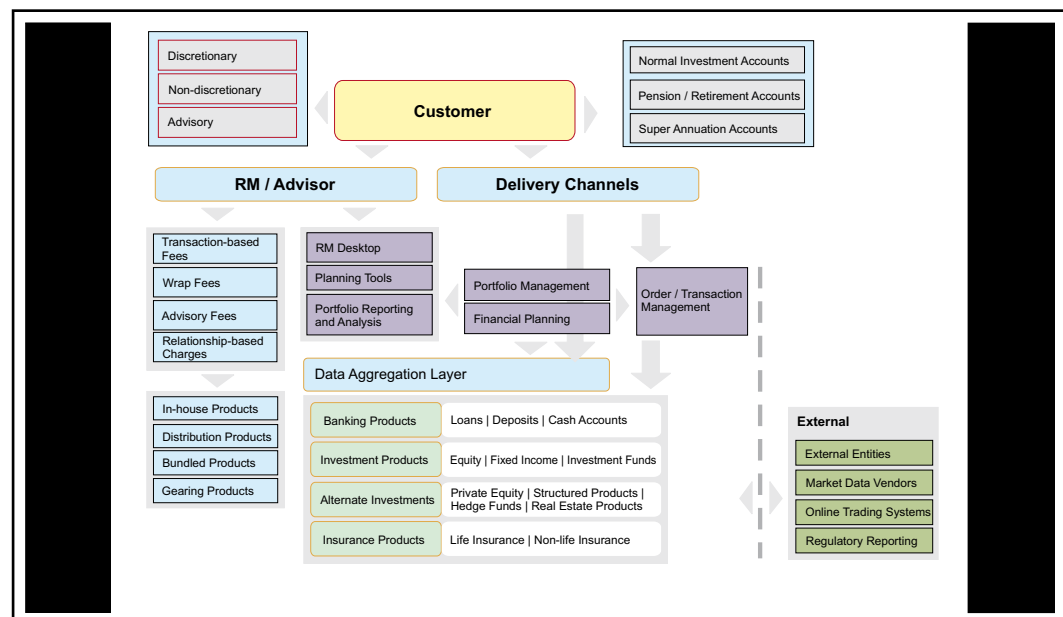 Discretionary
Non-discretionary
Advisory
Customer
Normal Investment Accounts
Pension / Retirement Accounts
Super Annuation Accounts
RM / Advisor
Delivery Channels
Transaction-based
Fees
Wrap Fees
Advisory Fees
Relationship-based
Charges
RM Desktop
Planning Tools
Portfolio Reporting
and Analysis
Portfolio Management
Financial Planning
Order / Transaction
Management
Data Aggregation Layer
In-house Products
Distribution Products
Bundled Products
Gearing Products
Banking Products
Loans | Deposits | Cash Accounts
Investment Products
Equity | Fixed Income | Investment Funds
Alternate Investments
Private Equity | Structured Products |
Hedge Funds | Real Estate Products
Insurance Products
Life Insurance | Non-life Insurance
External
External Entities
Market Data Vendors
Online Trading Systems
Regulatory Reporting